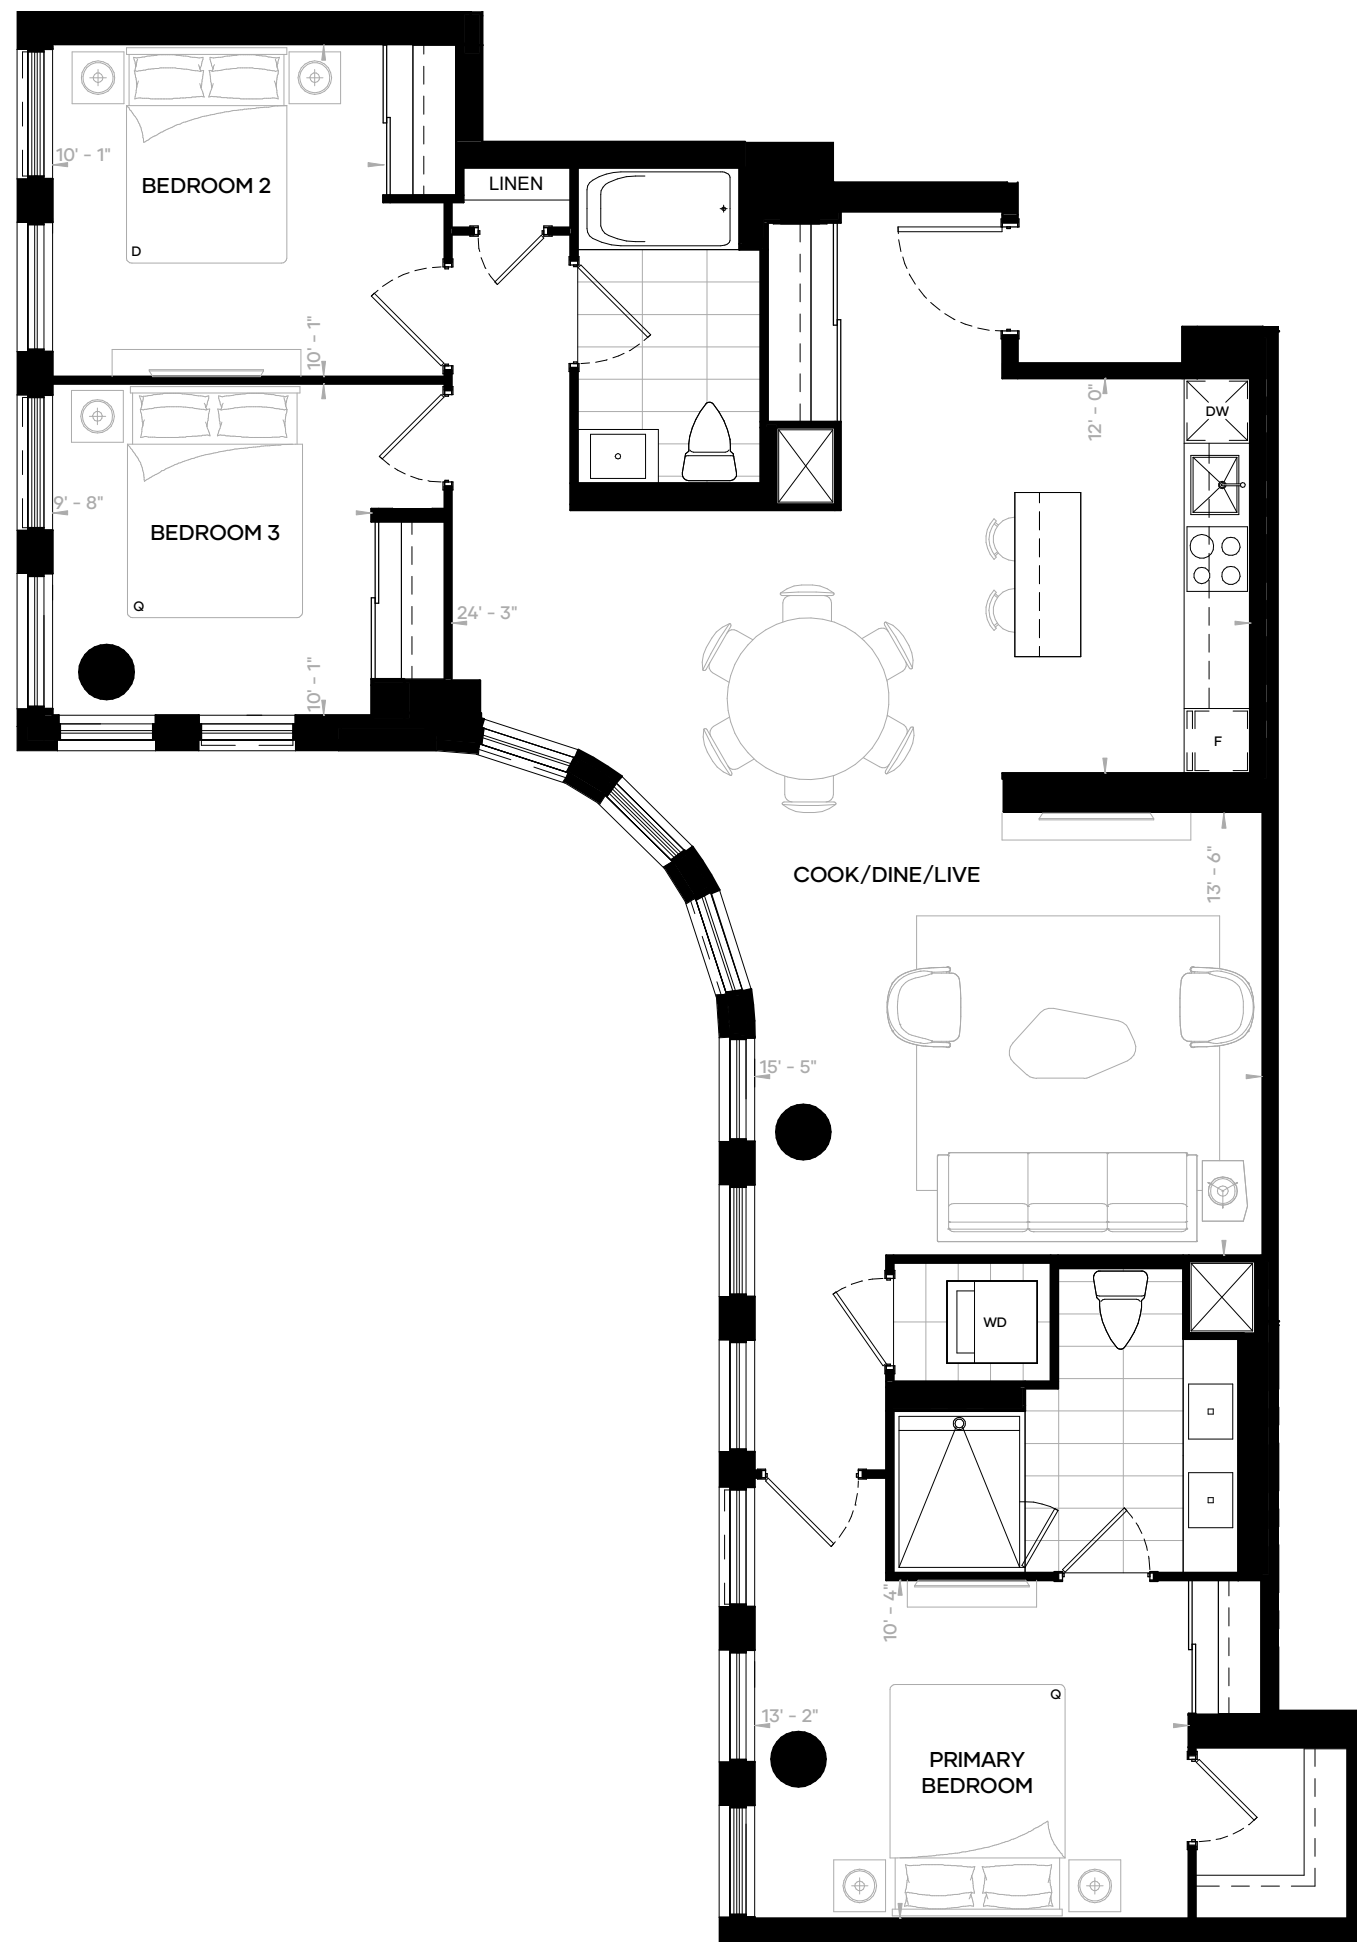 10' - 1"
BEDROOM 2
D
10' - 1"
LINEN
9' - 8"
BEDROOM 3
Q
10' - 1"
24' - 3"
12' - 0"
DW
F
COOK/DINE/LIVE
13' - 6"
15' - 5"
WD
10' - 4"
13' - 2"
Q
PRIMARY
BEDROOM